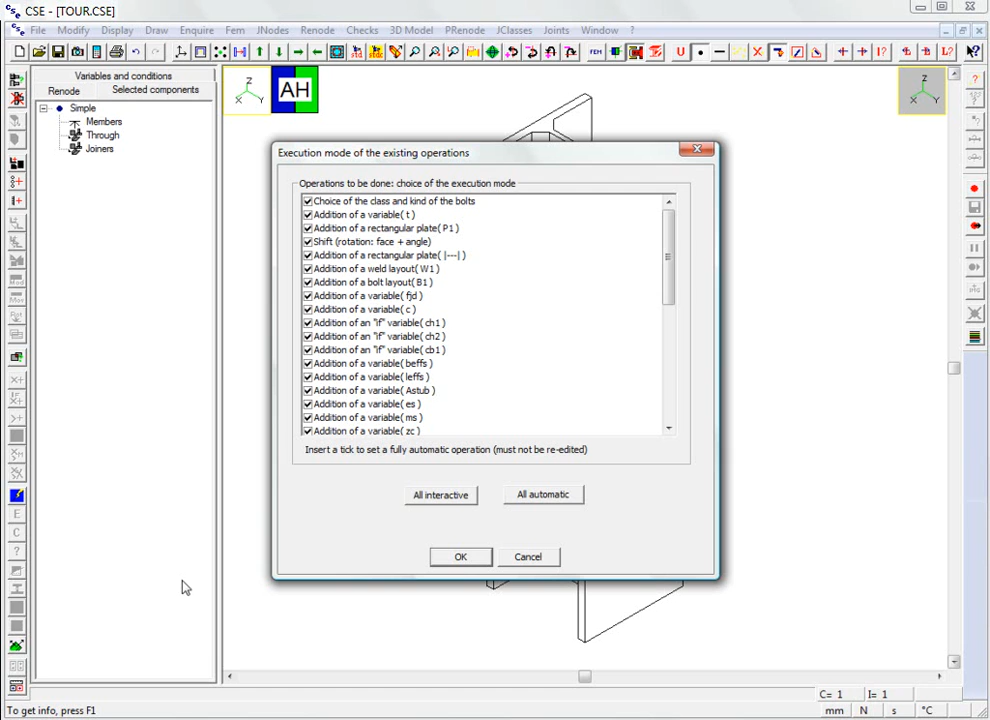 CSE - [TOUR.CSE]
File Modify Display Draw Enquire Fem JNodes Renode Checks 3D Model PRenode JClasses Joints Window ?
Variables and conditions
Renode Selected components
Simple
Members
Through
Joiners
Z
X Y
AH
Z
X Y
Execution mode of the existing operations
Operations to be done: choice of the execution mode
Choice of the class and kind of the bolts
Addition of a variable( t )
Addition of a rectangular plate( P1 )
Shift (rotation: face + angle)
Addition of a rectangular plate( |---| )
Addition of a weld layout( W1 )
Addition of a bolt layout( B1 )
Addition of a variable( fjd )
Addition of a variable( c )
Addition of an "if" variable( ch1 )
Addition of an "if" variable( ch2 )
Addition of an "if" variable( cb1 )
Addition of a variable( beffs )
Addition of a variable( leffs )
Addition of a variable( Astub )
Addition of a variable( es )
Addition of a variable( ms )
Addition of a variable( zc )
Insert a tick to set a fully automatic operation (must not be re-edited)
All interactive All automatic
OK Cancel
C= 1 I= 1
To get info, press F1 mm N s °C